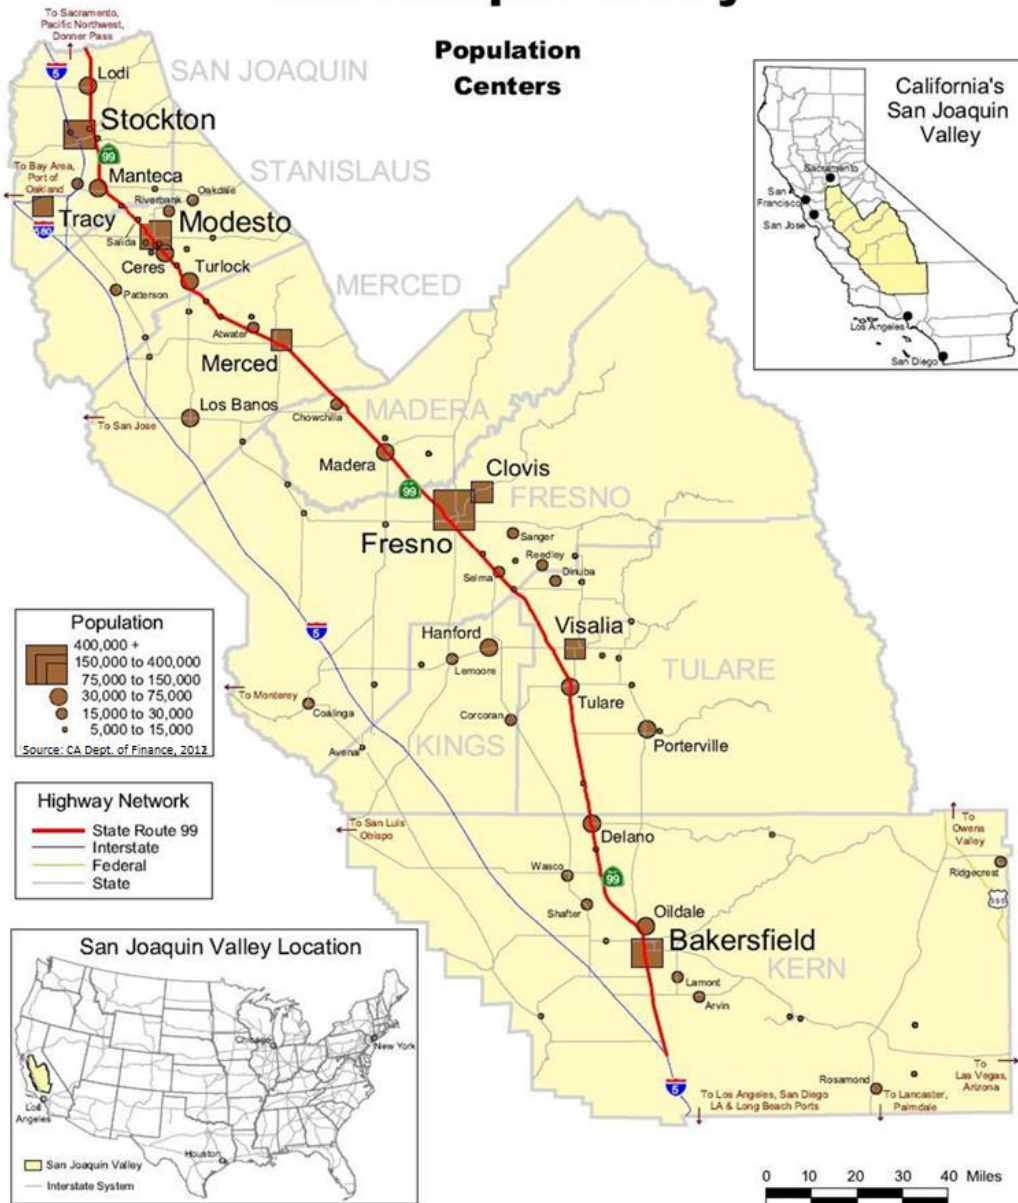 Population
Centers
To Sacramento,
Pacific Northwest,
Donner Pass
5
Lodi
SAN JOAQUIN
Stockton
99
To Bay Area,
Port of
Oakland
Manteca
STANISLAUS
Oakdale
Riverbank
Tracy
580
Modesto
Salida
Ceres
Turlock
Patterson
MERCED
Atwater
Merced
Los Banos
To San Jose
Chowchilla
MADERA
Madera
99
Clovis
FRESNO
Fresno
Sanger
Reedley
Dinuba
Selma
5
Hanford
Visalia
Lemoore
TULARE
To Monterey
Tulare
Coalinga
Corcoran
Porterville
Avenal
KINGS
To San Luis
Obispo
Delano
To
Owens
Valley
Wasco
99
Ridgecrest
395
Shafter
Oildale
Bakersfield
KERN
Lamont
Arvin
To
Las Vegas,
Arizona
Rosamond
5
To Los Angeles, San Diego
LA & Long Beach Ports
To Lancaster,
Palmdale
0 10 20 30 40 Miles
California's
San Joaquin
Valley
Sacramento
San
Francisco
San Jose
Los Angeles
San Diego
Population
400,000 +
150,000 to 400,000
75,000 to 150,000
30,000 to 75,000
15,000 to 30,000
5,000 to 15,000
Source: CA Dept. of Finance, 2012
Highway Network
State Route 99
Interstate
Federal
State
San Joaquin Valley Location
Chicago
New York
Los
Angeles
Houston
San Joaquin Valley
Interstate System